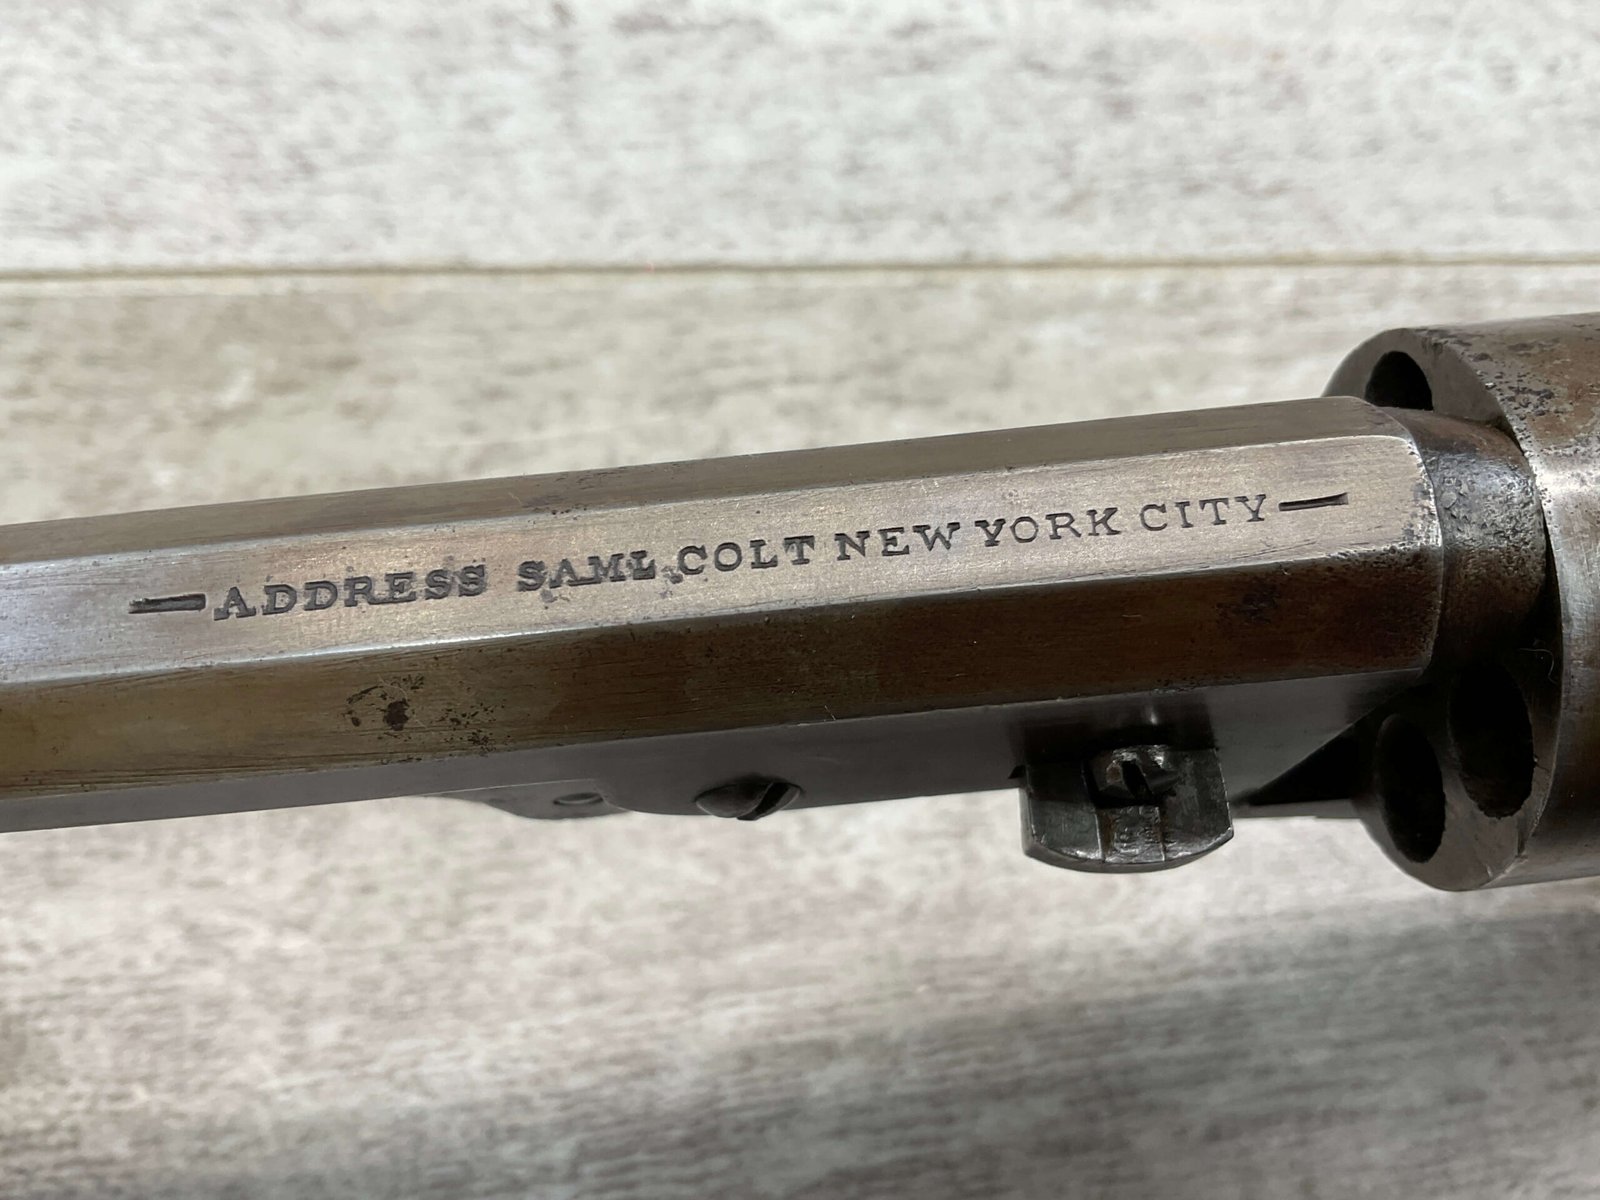 —ADDRESS SAML COLT NEW YORK CITY—